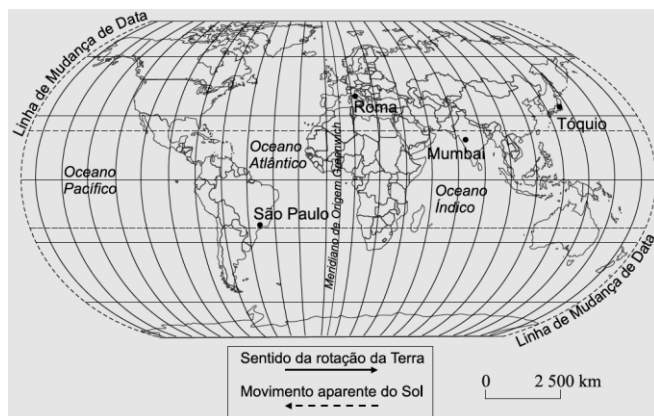 Linha de Mudança de Data
Roma
Tóquio
Oceano
Atlântico
Mumbai
Oceano
Pacífico
Meridiano de Origem Greenwich
Oceano
Índico
São Paulo
Linha de Mudança de Data
Sentido da rotação da Terra
Movimento aparente do Sol
0 2 500 km